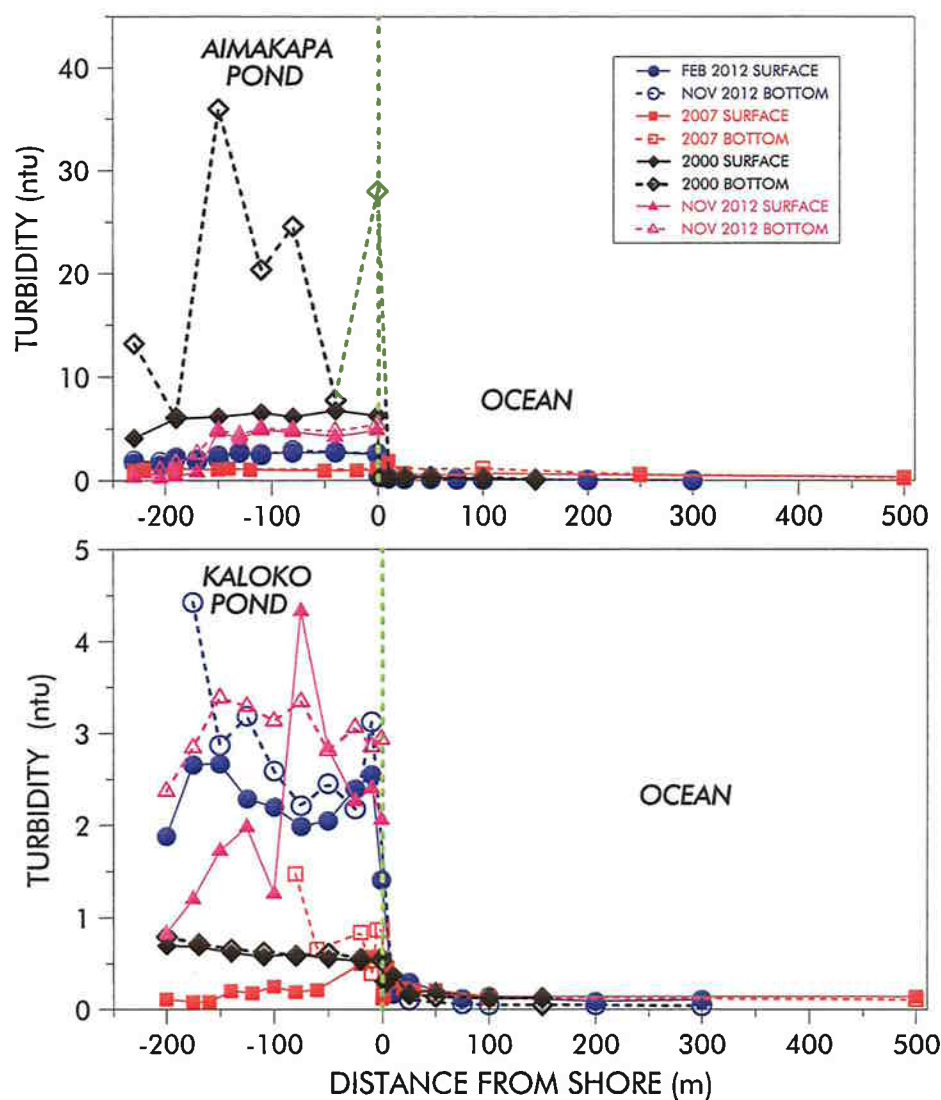 AIMAKAPA
POND
FEB 2012 SURFACE
NOV 2012 BOTTOM
2007 SURFACE
2007 BOTTOM
2000 SURFACE
2000 BOTTOM
NOV 2012 SURFACE
NOV 2012 BOTTOM
TURBIDITY (ntu)
40
30
20
10
0
OCEAN
-200 -100 0 100 200 300 400 500
KALOKO
POND
TURBIDITY (ntu)
5
4
3
2
1
0
OCEAN
-200 -100 0 100 200 300 400 500
DISTANCE FROM SHORE (m)